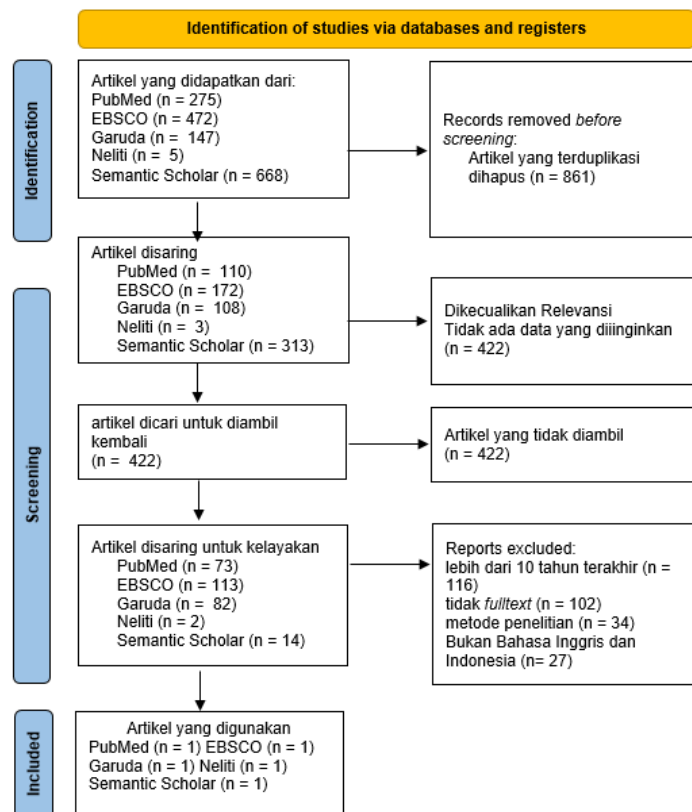 Identification of studies via databases and registers
Identification
Artikel yang didapatkan dari:
PubMed (n = 275)
EBSCO (n = 472)
Garuda (n = 147)
Neliti (n = 5)
Semantic Scholar (n = 668)
Records removed before
screening:
Artikel yang terduplikasi
dihapus (n = 861)
Screening
Artikel disaring
PubMed (n = 110)
EBSCO (n = 172)
Garuda (n = 108)
Neliti (n = 3)
Semantic Scholar (n = 313)
Dikecualikan Relevansi
Tidak ada data yang diiinginkan
(n = 422)
artikel dicari untuk diambil
kembali
(n = 422)
Artikel yang tidak diambil
(n = 422)
Artikel disaring untuk kelayakan
PubMed (n = 73)
EBSCO (n = 113)
Garuda (n = 82)
Neliti (n = 2)
Semantic Scholar (n = 14)
Reports excluded:
lebih dari 10 tahun terakhir (n =
116)
tidak fulltext (n = 102)
metode penelitian (n = 34)
Bukan Bahasa Inggris dan
Indonesia (n= 27)
Included
Artikel yang digunakan
PubMed (n = 1) EBSCO (n = 1)
Garuda (n = 1) Neliti (n = 1)
Semantic Scholar (n = 1)